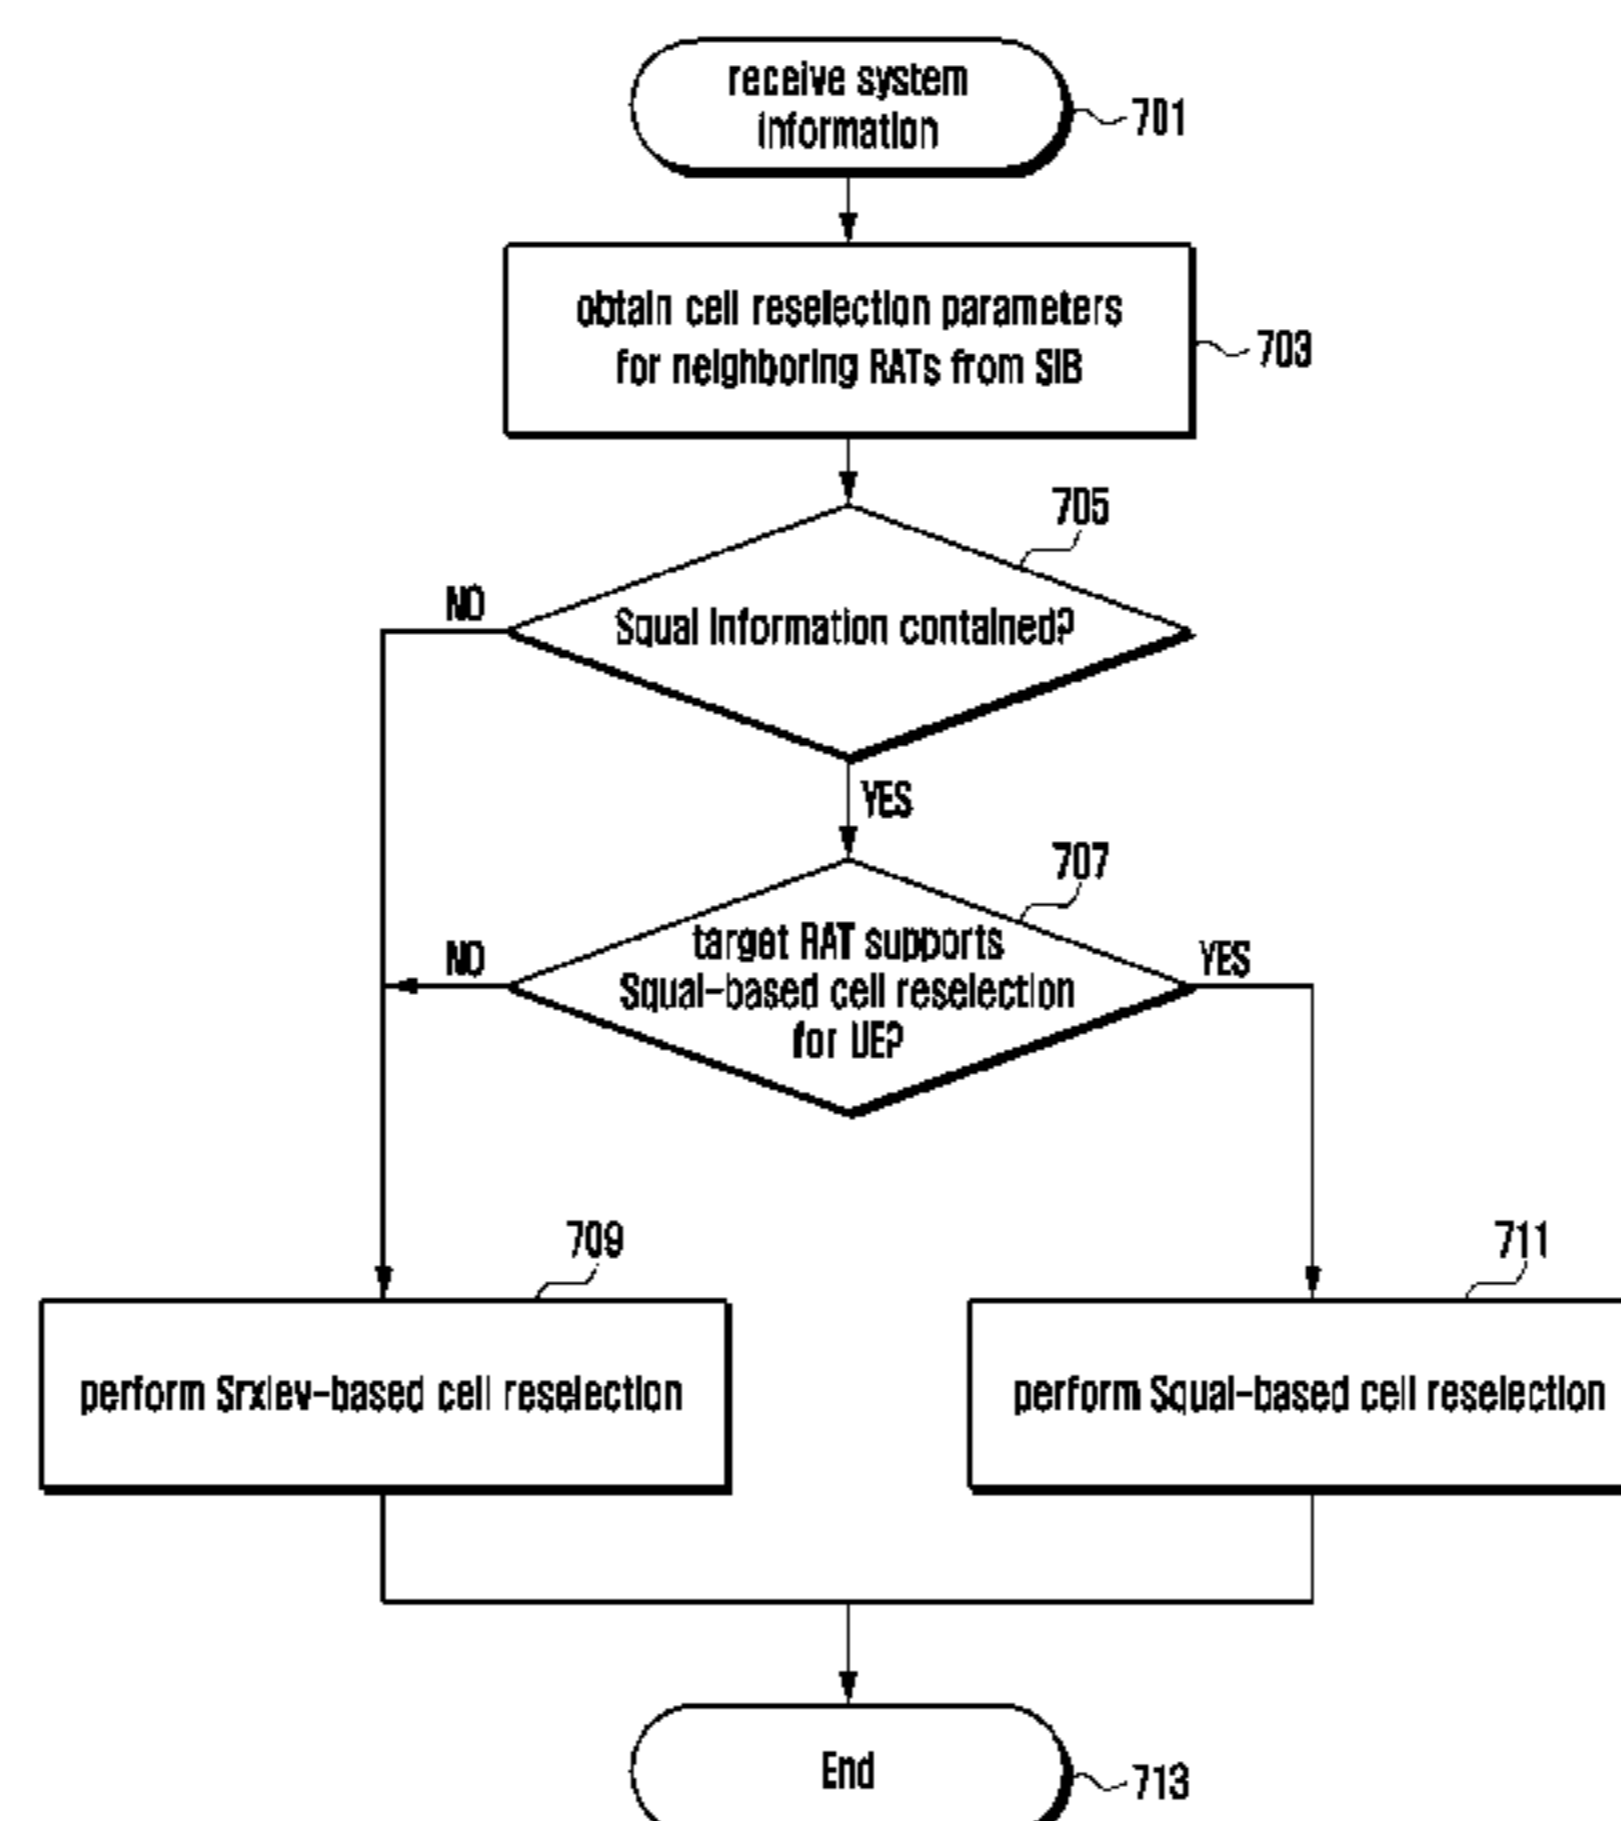 receive system
information
701
obtain cell reselection parameters
for neighboring RATs from SIB
703
705
Squal information contained?
NO
YES
707
target RAT supports
Squal-based cell reselection
for UE?
NO
YES
709
perform Srxlev-based cell reselection
711
perform Squal-based cell reselection
End
713